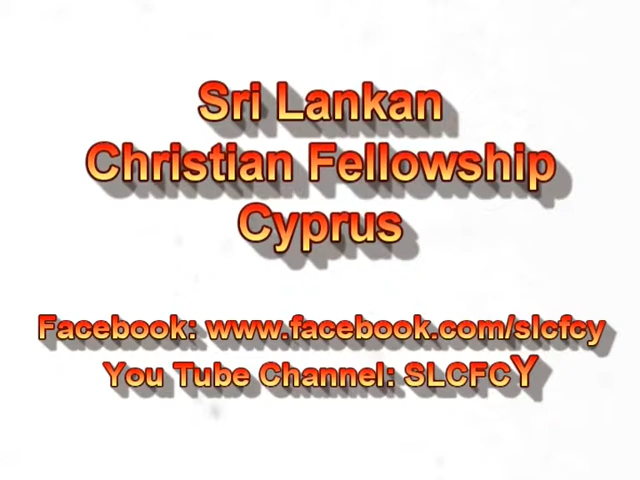 Sri Lankan
Christian Fellowship
Cyprus
Facebook: www.facebook.com/slcfcy
You Tube Channel: SLCFCY